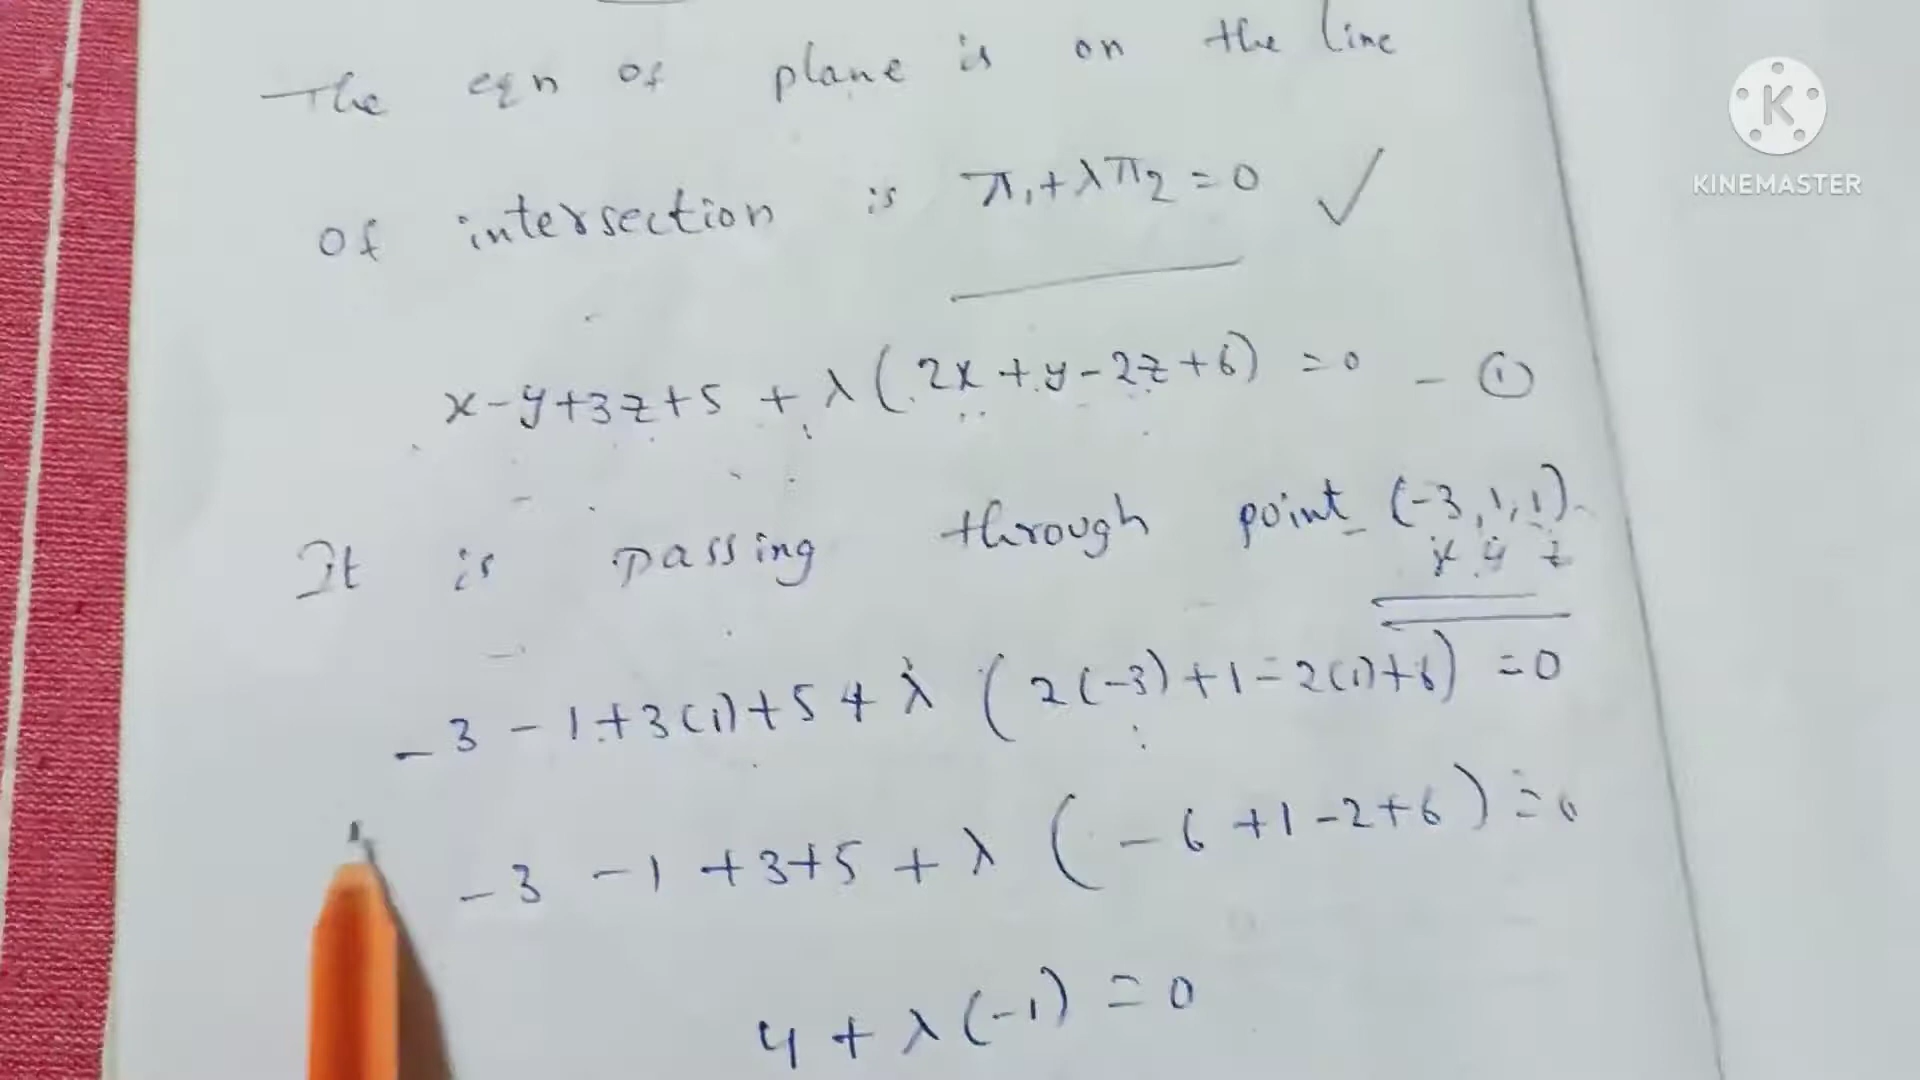 The eqn of plane is on the line
of intersection is π₁+λπ₂=0 ✓
x-y+3z+5 + λ(2x+y-2z+6) =0 - ①
It is passing through point (-3,1,1).
x y z
-3 -1+3(1)+5 + λ (2(-3)+1-2(1)+6) =0
-3 -1 +3+5 + λ (-6 +1 -2+6) =0
4 + λ(-1) =0
K
KINEMASTER